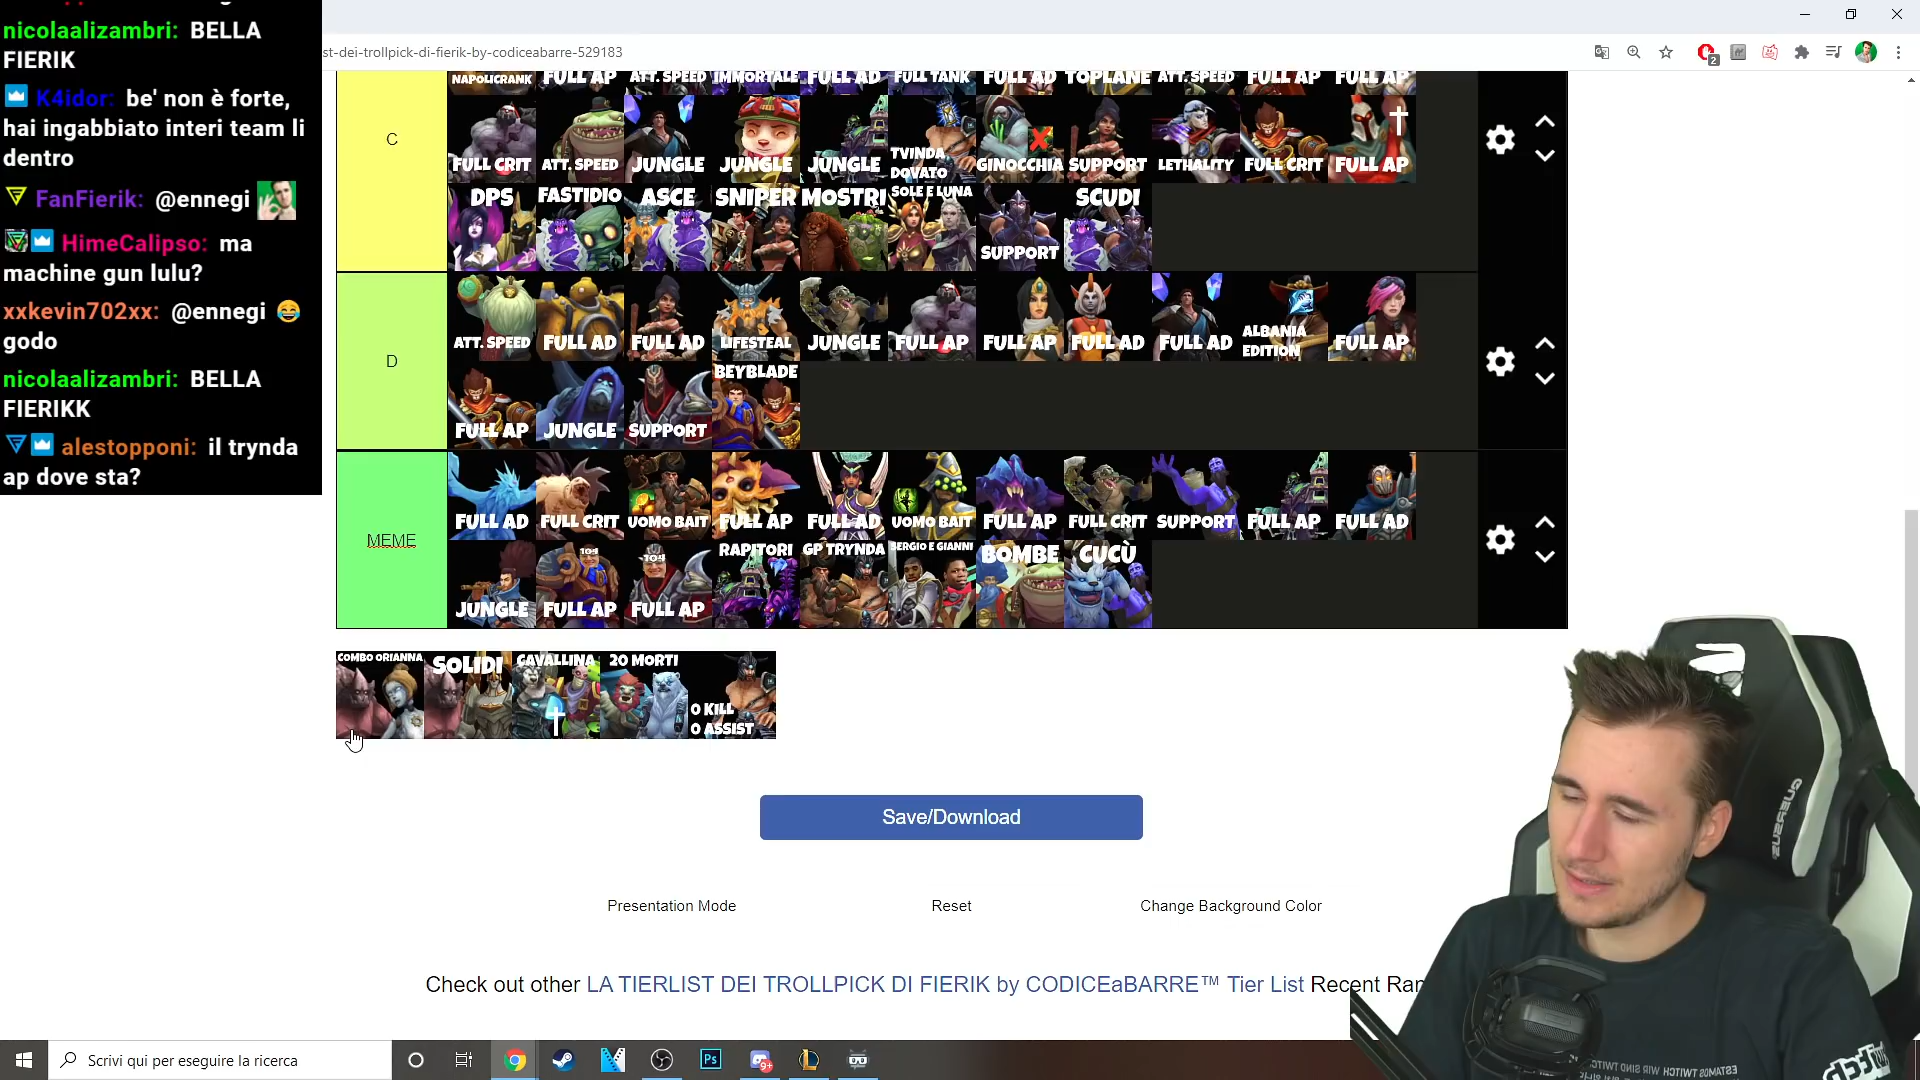 nicolaalizambri: BELLA
FIERIK
K4idor: be' non è forte,
hai ingabbiato interi team li
dentro
FanFierik: @ennegi
HimeCalipso: ma
machine gun lulu?
xxkevin702xx: @ennegi
godo
nicolaalizambri: BELLA
FIERIKK
alestopponi: il trynda
ap dove sta?
st-dei-trollpick-di-fierik-by-codiceabarre-529183
2
NAPOLICRANK FULL AP ATT. SPEED IMMORTALE FULL AD FULL TANK FULL AD TOPLANE ATT. SPEED FULL AP FULL AP
C
FULL CRIT ATT. SPEED JUNGLE JUNGLE JUNGLE TVINDA DOVATO GINOCCHIA SUPPORT LETHALITY FULL CRIT FULL AP
DPS FASTIDIO ASCE SNIPER MOSTRI SOLE E LUNA SUPPORT SCUDI
D
ATT. SPEED FULL AD FULL AD LIFESTEAL JUNGLE FULL AP FULL AP FULL AD FULL AD ALBANIA EDITION FULL AP
FULL AP JUNGLE SUPPORT BEYBLADE
MEME
FULL AD FULL CRIT UOMO BAIT FULL AP FULL AD UOMO BAIT FULL AP FULL CRIT SUPPORT FULL AP FULL AD
JUNGLE 104 FULL AP 104 FULL AP RAPITORI GP TRYNDA SERGIO E GIANNI BOMBE CUCÙ
COMBO ORIANNA SOLIDI CAVALLINA 20 MORTI 0 KILL
0 ASSIST
Save/Download
Presentation Mode Reset Change Background Color
Check out other LA TIERLIST DEI TROLLPICK DI FIERIK by CODICEaBARRE™ Tier List Recent Ran
Scrivi qui per eseguire la ricerca
Ps
9+